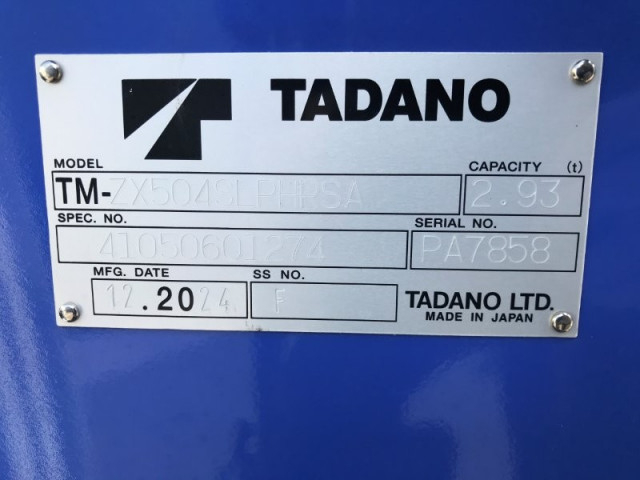 TADANO
MODEL CAPACITY (t)
TM-ZX504SLPHRSA 2.93
SPEC. NO. SERIAL NO.
41050601274 PA7858
MFG. DATE SS NO.
12.2024 F TADANO LTD.
MADE IN JAPAN